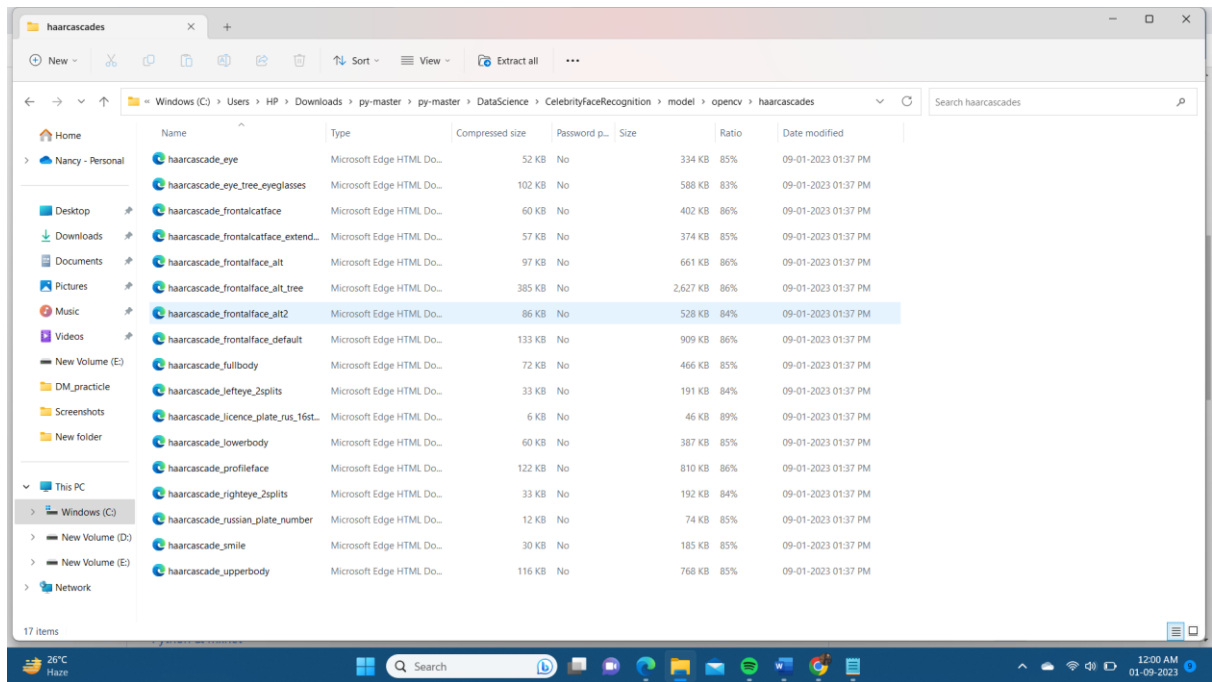 haarcascades
New
Sort
View
Extract all
Windows (C:) > Users > HP > Downloads > py-master > py-master > DataScience > CelebrityFaceRecognition > model > opencv > haarcascades
Search haarcascades
Home
Nancy - Personal
Desktop
Downloads
Documents
Pictures
Music
Videos
New Volume (E:)
DM_practicle
Screenshots
New folder
This PC
Windows (C:)
New Volume (D:)
New Volume (E:)
Network
Name Type Compressed size Password p... Size Ratio Date modified
haarcascade_eye Microsoft Edge HTML Do... 52 KB No 334 KB 85% 09-01-2023 01:37 PM
haarcascade_eye_tree_eyeglasses Microsoft Edge HTML Do... 102 KB No 588 KB 83% 09-01-2023 01:37 PM
haarcascade_frontalcatface Microsoft Edge HTML Do... 60 KB No 402 KB 86% 09-01-2023 01:37 PM
haarcascade_frontalcatface_extend... Microsoft Edge HTML Do... 57 KB No 374 KB 85% 09-01-2023 01:37 PM
haarcascade_frontalface_alt Microsoft Edge HTML Do... 97 KB No 661 KB 86% 09-01-2023 01:37 PM
haarcascade_frontalface_alt_tree Microsoft Edge HTML Do... 385 KB No 2,627 KB 86% 09-01-2023 01:37 PM
haarcascade_frontalface_alt2 Microsoft Edge HTML Do... 86 KB No 528 KB 84% 09-01-2023 01:37 PM
haarcascade_frontalface_default Microsoft Edge HTML Do... 133 KB No 909 KB 86% 09-01-2023 01:37 PM
haarcascade_fullbody Microsoft Edge HTML Do... 72 KB No 466 KB 85% 09-01-2023 01:37 PM
haarcascade_lefteye_2splits Microsoft Edge HTML Do... 33 KB No 191 KB 84% 09-01-2023 01:37 PM
haarcascade_licence_plate_rus_16st... Microsoft Edge HTML Do... 6 KB No 46 KB 89% 09-01-2023 01:37 PM
haarcascade_lowerbody Microsoft Edge HTML Do... 60 KB No 387 KB 85% 09-01-2023 01:37 PM
haarcascade_profileface Microsoft Edge HTML Do... 122 KB No 810 KB 86% 09-01-2023 01:37 PM
haarcascade_righteye_2splits Microsoft Edge HTML Do... 33 KB No 192 KB 84% 09-01-2023 01:37 PM
haarcascade_russian_plate_number Microsoft Edge HTML Do... 12 KB No 74 KB 85% 09-01-2023 01:37 PM
haarcascade_smile Microsoft Edge HTML Do... 30 KB No 185 KB 85% 09-01-2023 01:37 PM
haarcascade_upperbody Microsoft Edge HTML Do... 116 KB No 768 KB 85% 09-01-2023 01:37 PM
17 items
26°C
Haze
Search
12:00 AM
01-09-2023